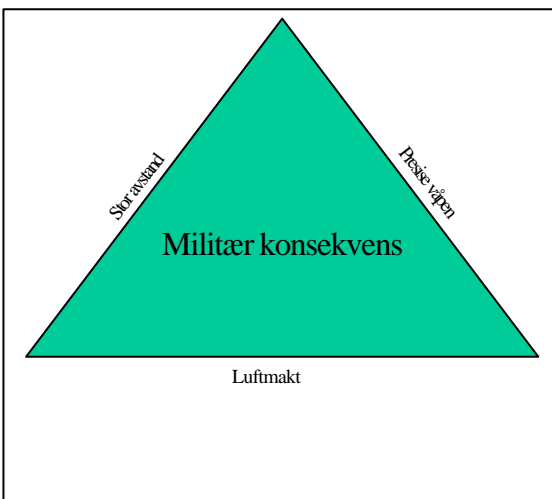 Stor avstand
Presise våpen
Militær konsekvens
Luftmakt